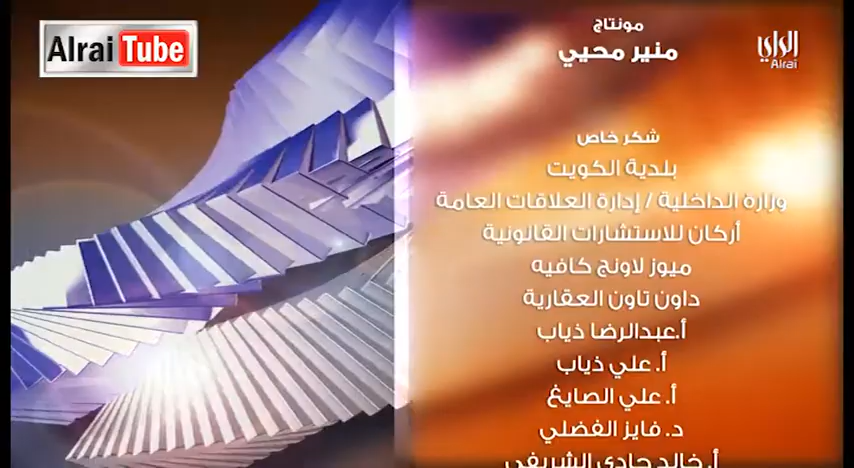 Alrai Tube
مونتاج
منير محيي
الراي
Alrai
شكر خاص
بلدية الكويت
وزارة الداخلية / إدارة العلاقات العامة
أركان للاستشارات القانونية
ميوز لاونج كافيه
داون تاون العقارية
أ.عبدالرضا ذياب
أ. علي ذياب
أ. علي الصايغ
د. فايز الفضلي
أ.خالد